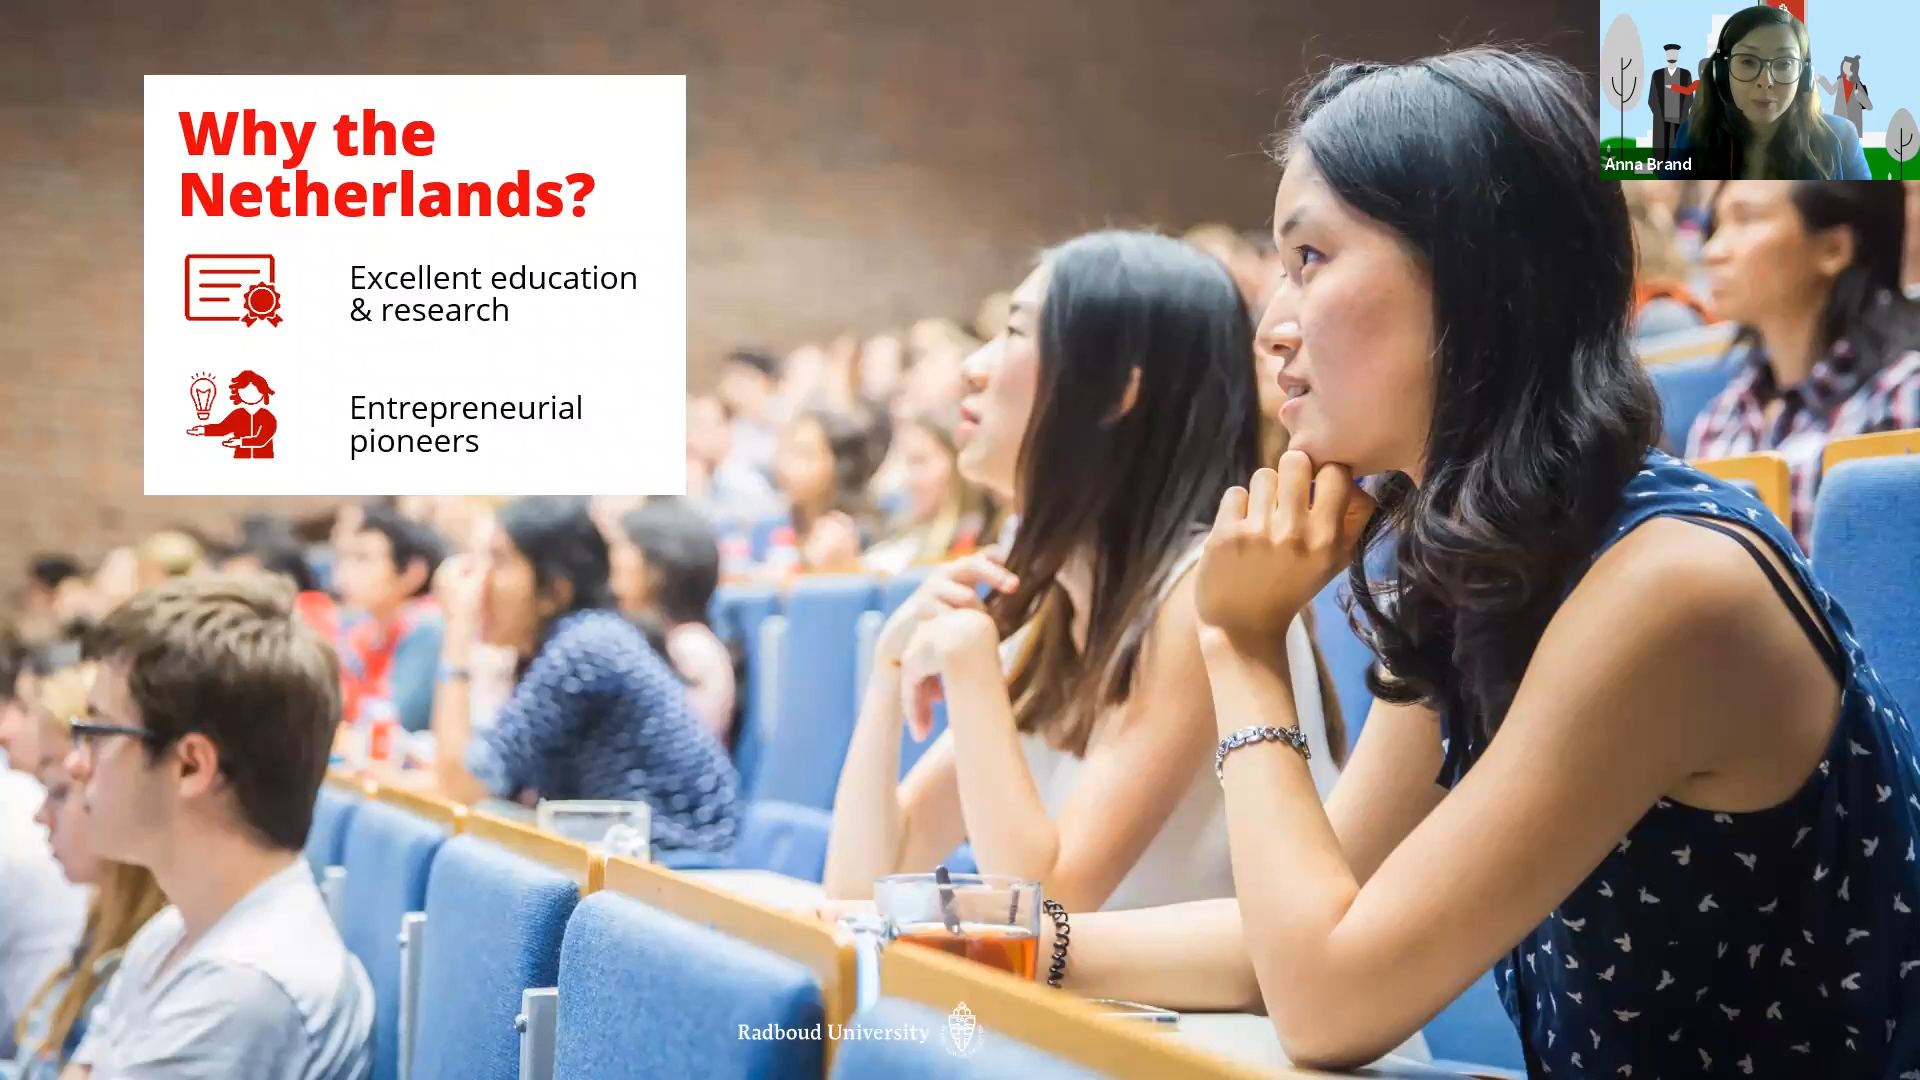 Why the
Netherlands?
Excellent education
& research
Entrepreneurial
pioneers
Anna Brand
Radboud University